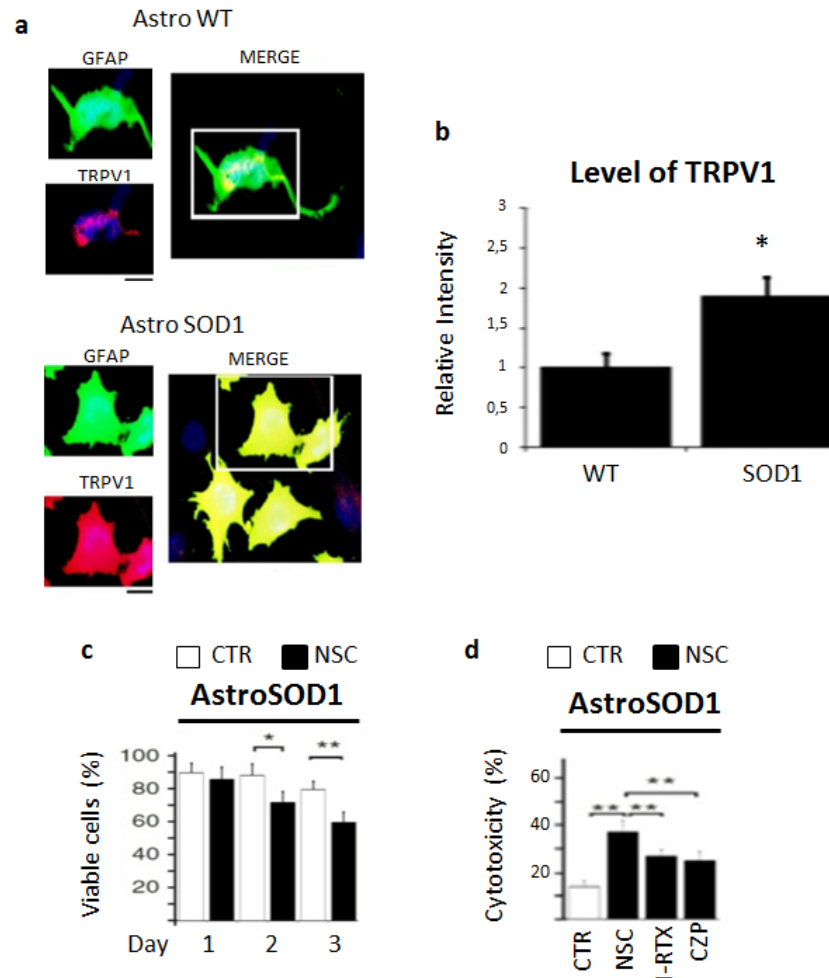 a
Astro WT
GFAP
MERGE
TRPV1
Astro SOD1
GFAP
MERGE
TRPV1
b
Level of TRPV1
Relative Intensity
3
2,5
2
1,5
1
0,5
0
*
WT
SOD1
c
CTR
NSC
AstroSOD1
Viable cells (%)
100
80
60
40
20
*
**
Day
1
2
3
d
CTR
NSC
AstroSOD1
Cytotoxicity (%)
60
40
20
**
**
**
CTR
NSC
I-RTX
CZP